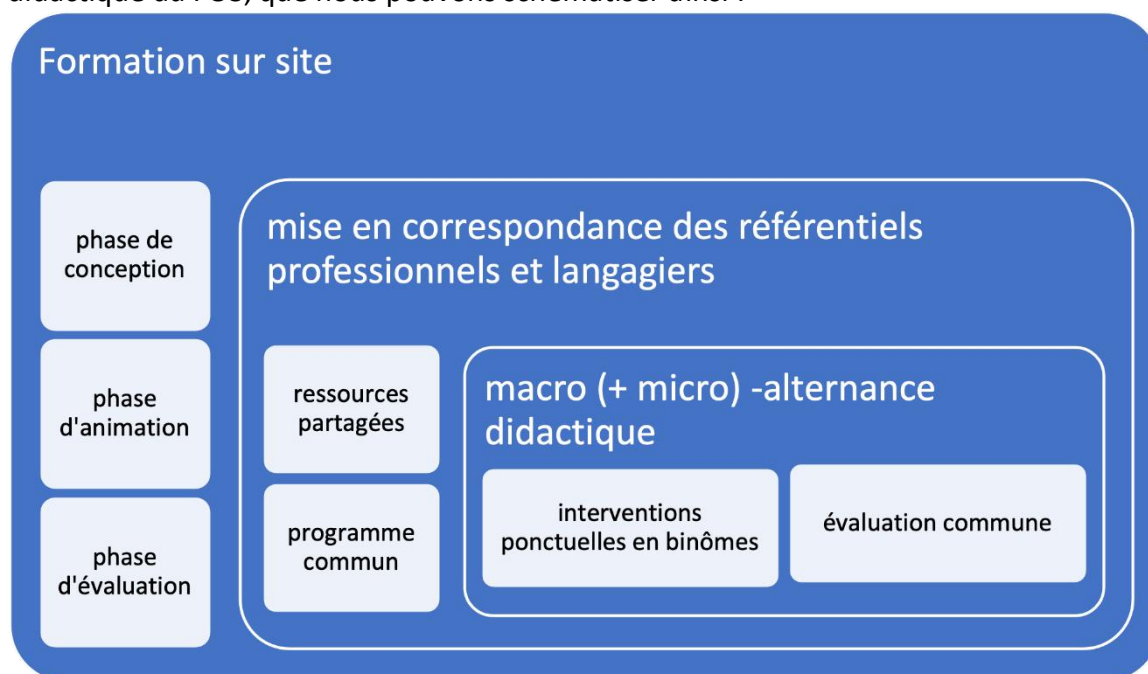 Formation sur site
phase de
conception
phase
d'animation
phase
d'évaluation
mise en correspondance des référentiels
professionnels et langagiers
ressources
partagées
programme
commun
macro (+ micro) -alternance
didactique
interventions
ponctuelles en binômes
évaluation commune